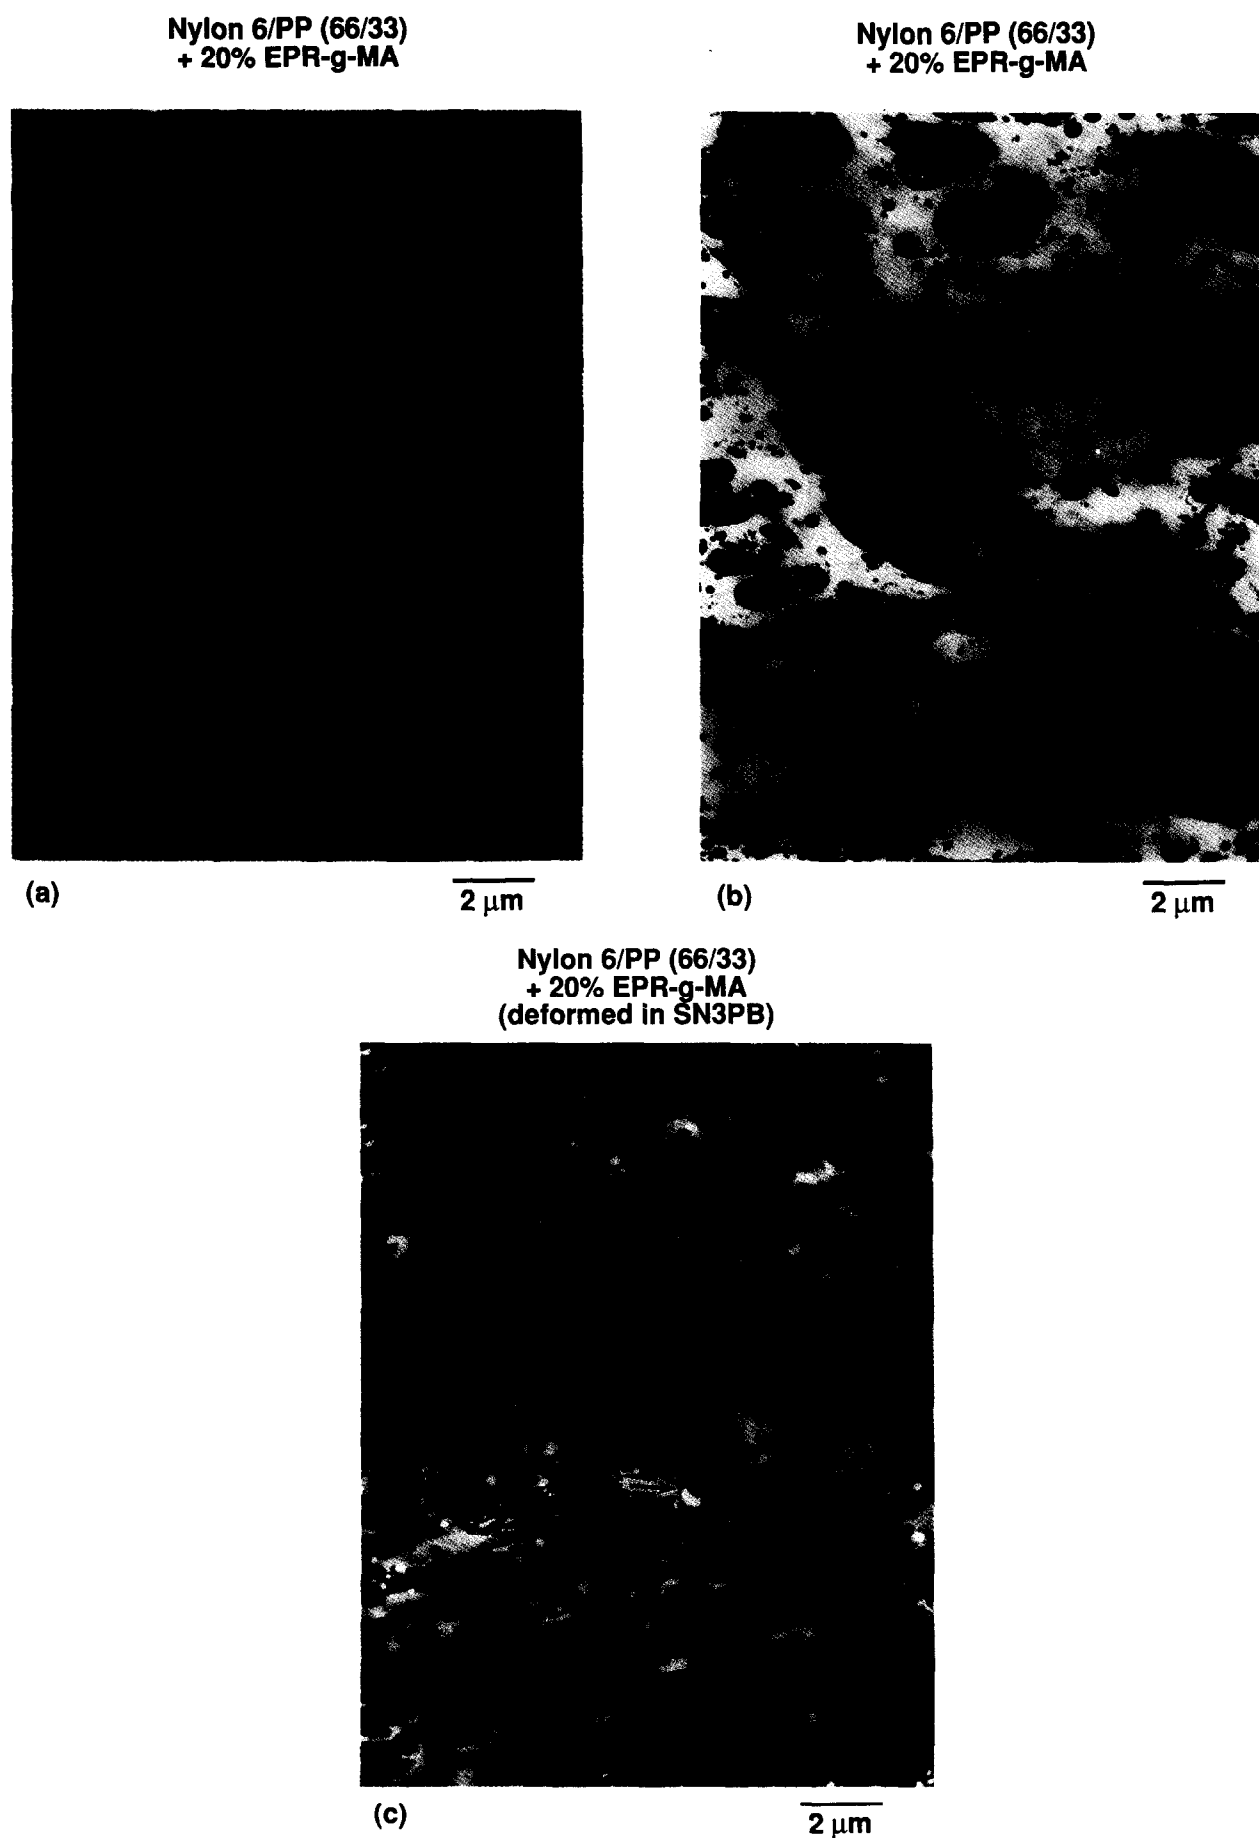 Nylon 6/PP (66/33)
+ 20% EPR-g-MA
Nylon 6/PP (66/33)
+ 20% EPR-g-MA
(a)
2 μm
(b)
2 μm
Nylon 6/PP (66/33)
+ 20% EPR-g-MA
(deformed in SN3PB)
(c)
2 μm